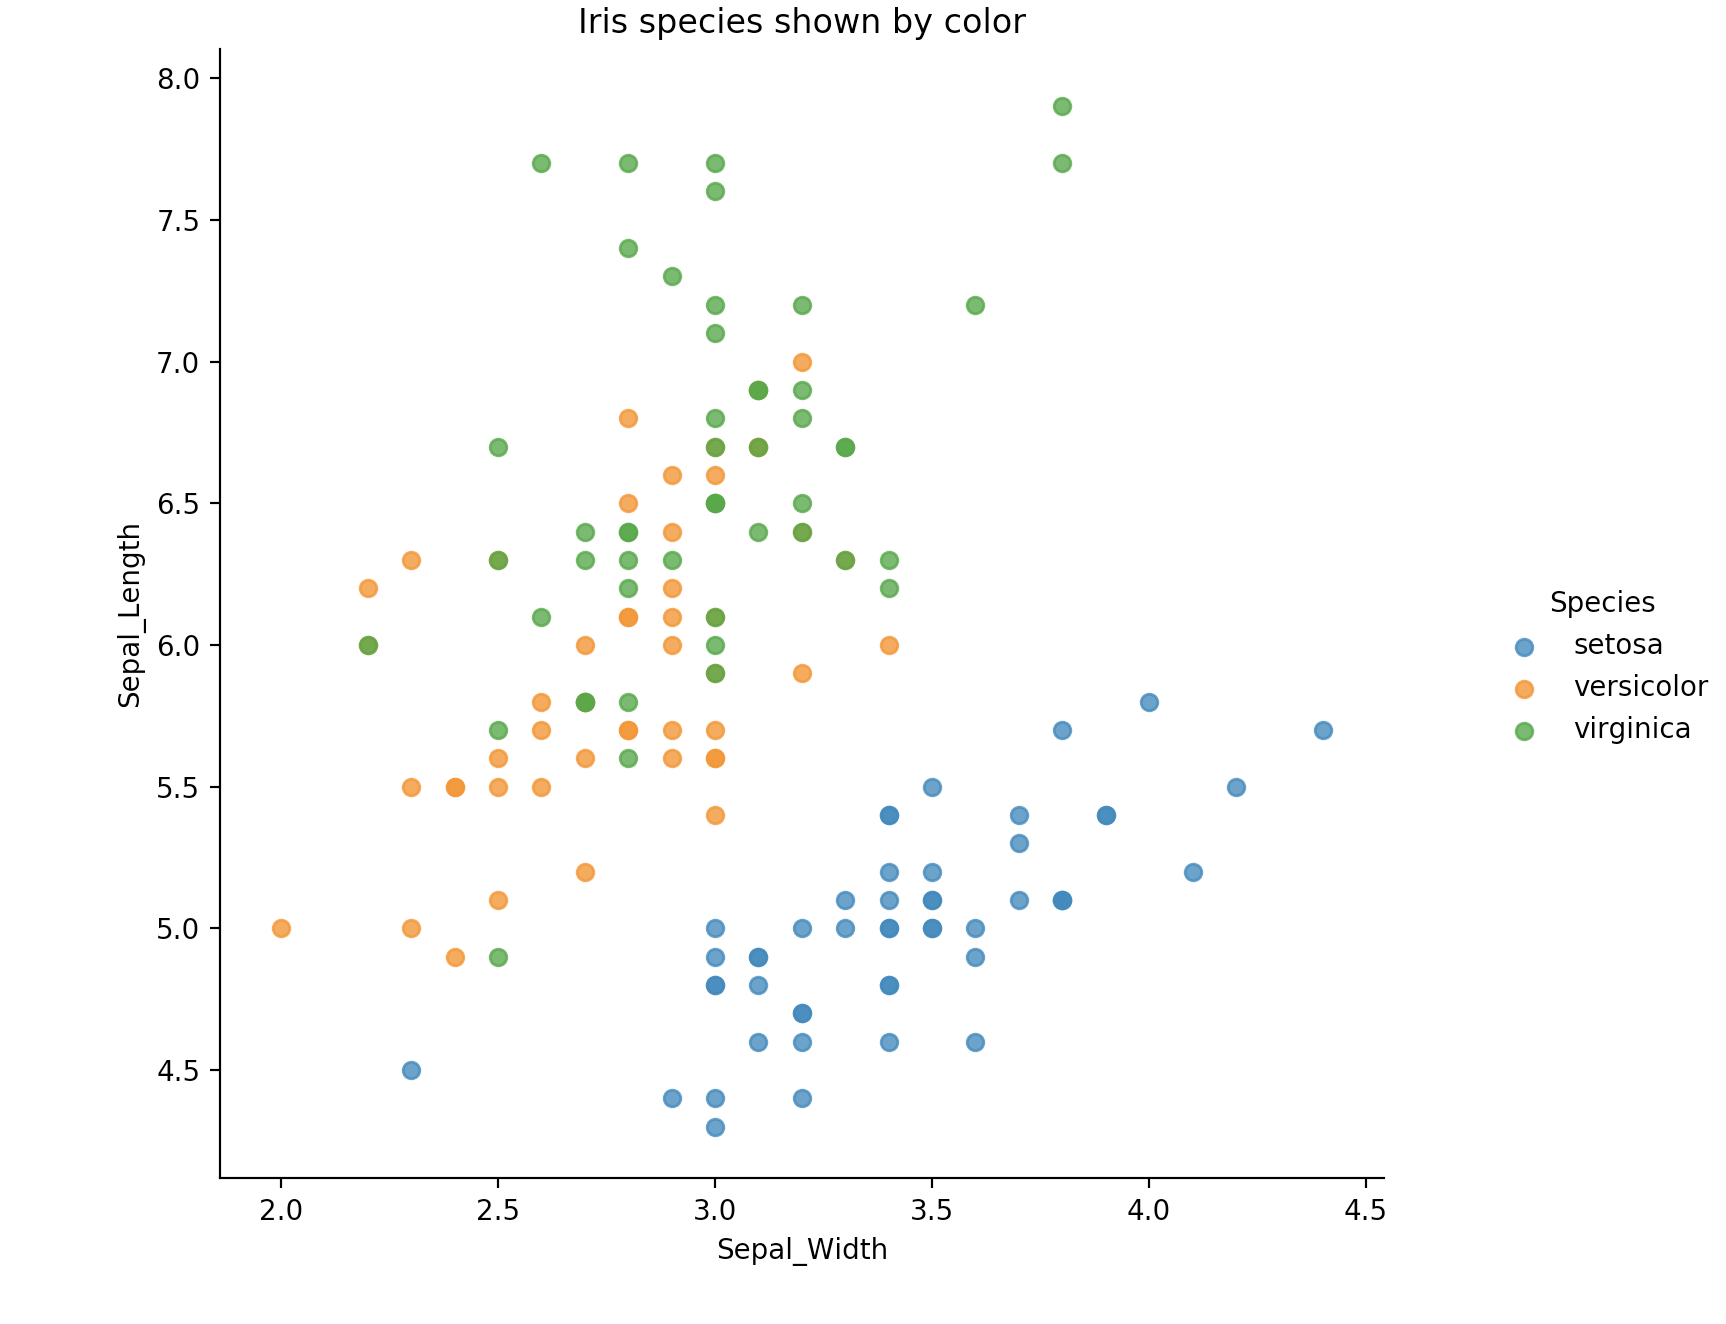 Iris species shown by color
8.0
7.5
7.0
6.5
6.0
5.5
5.0
4.5
Sepal_Length
2.0 2.5 3.0 3.5 4.0 4.5
Sepal_Width
Species
setosa
versicolor
virginica